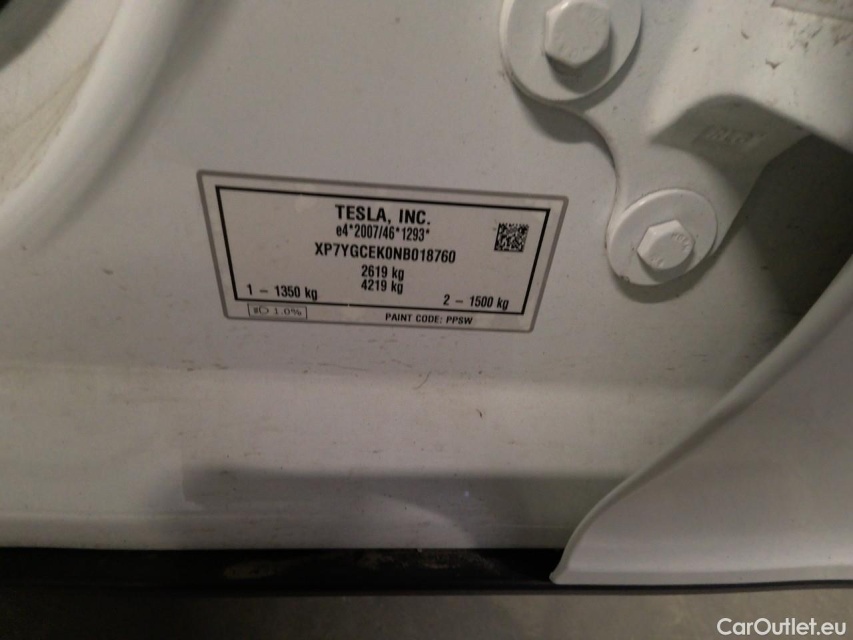 TESLA, INC.
e4*2007/46*1293*
XP7YGCEK0NB018760
2619 kg
4219 kg
1 – 1350 kg
2 – 1500 kg
1.0%
PAINT CODE: PPSW
CarOutlet.eu